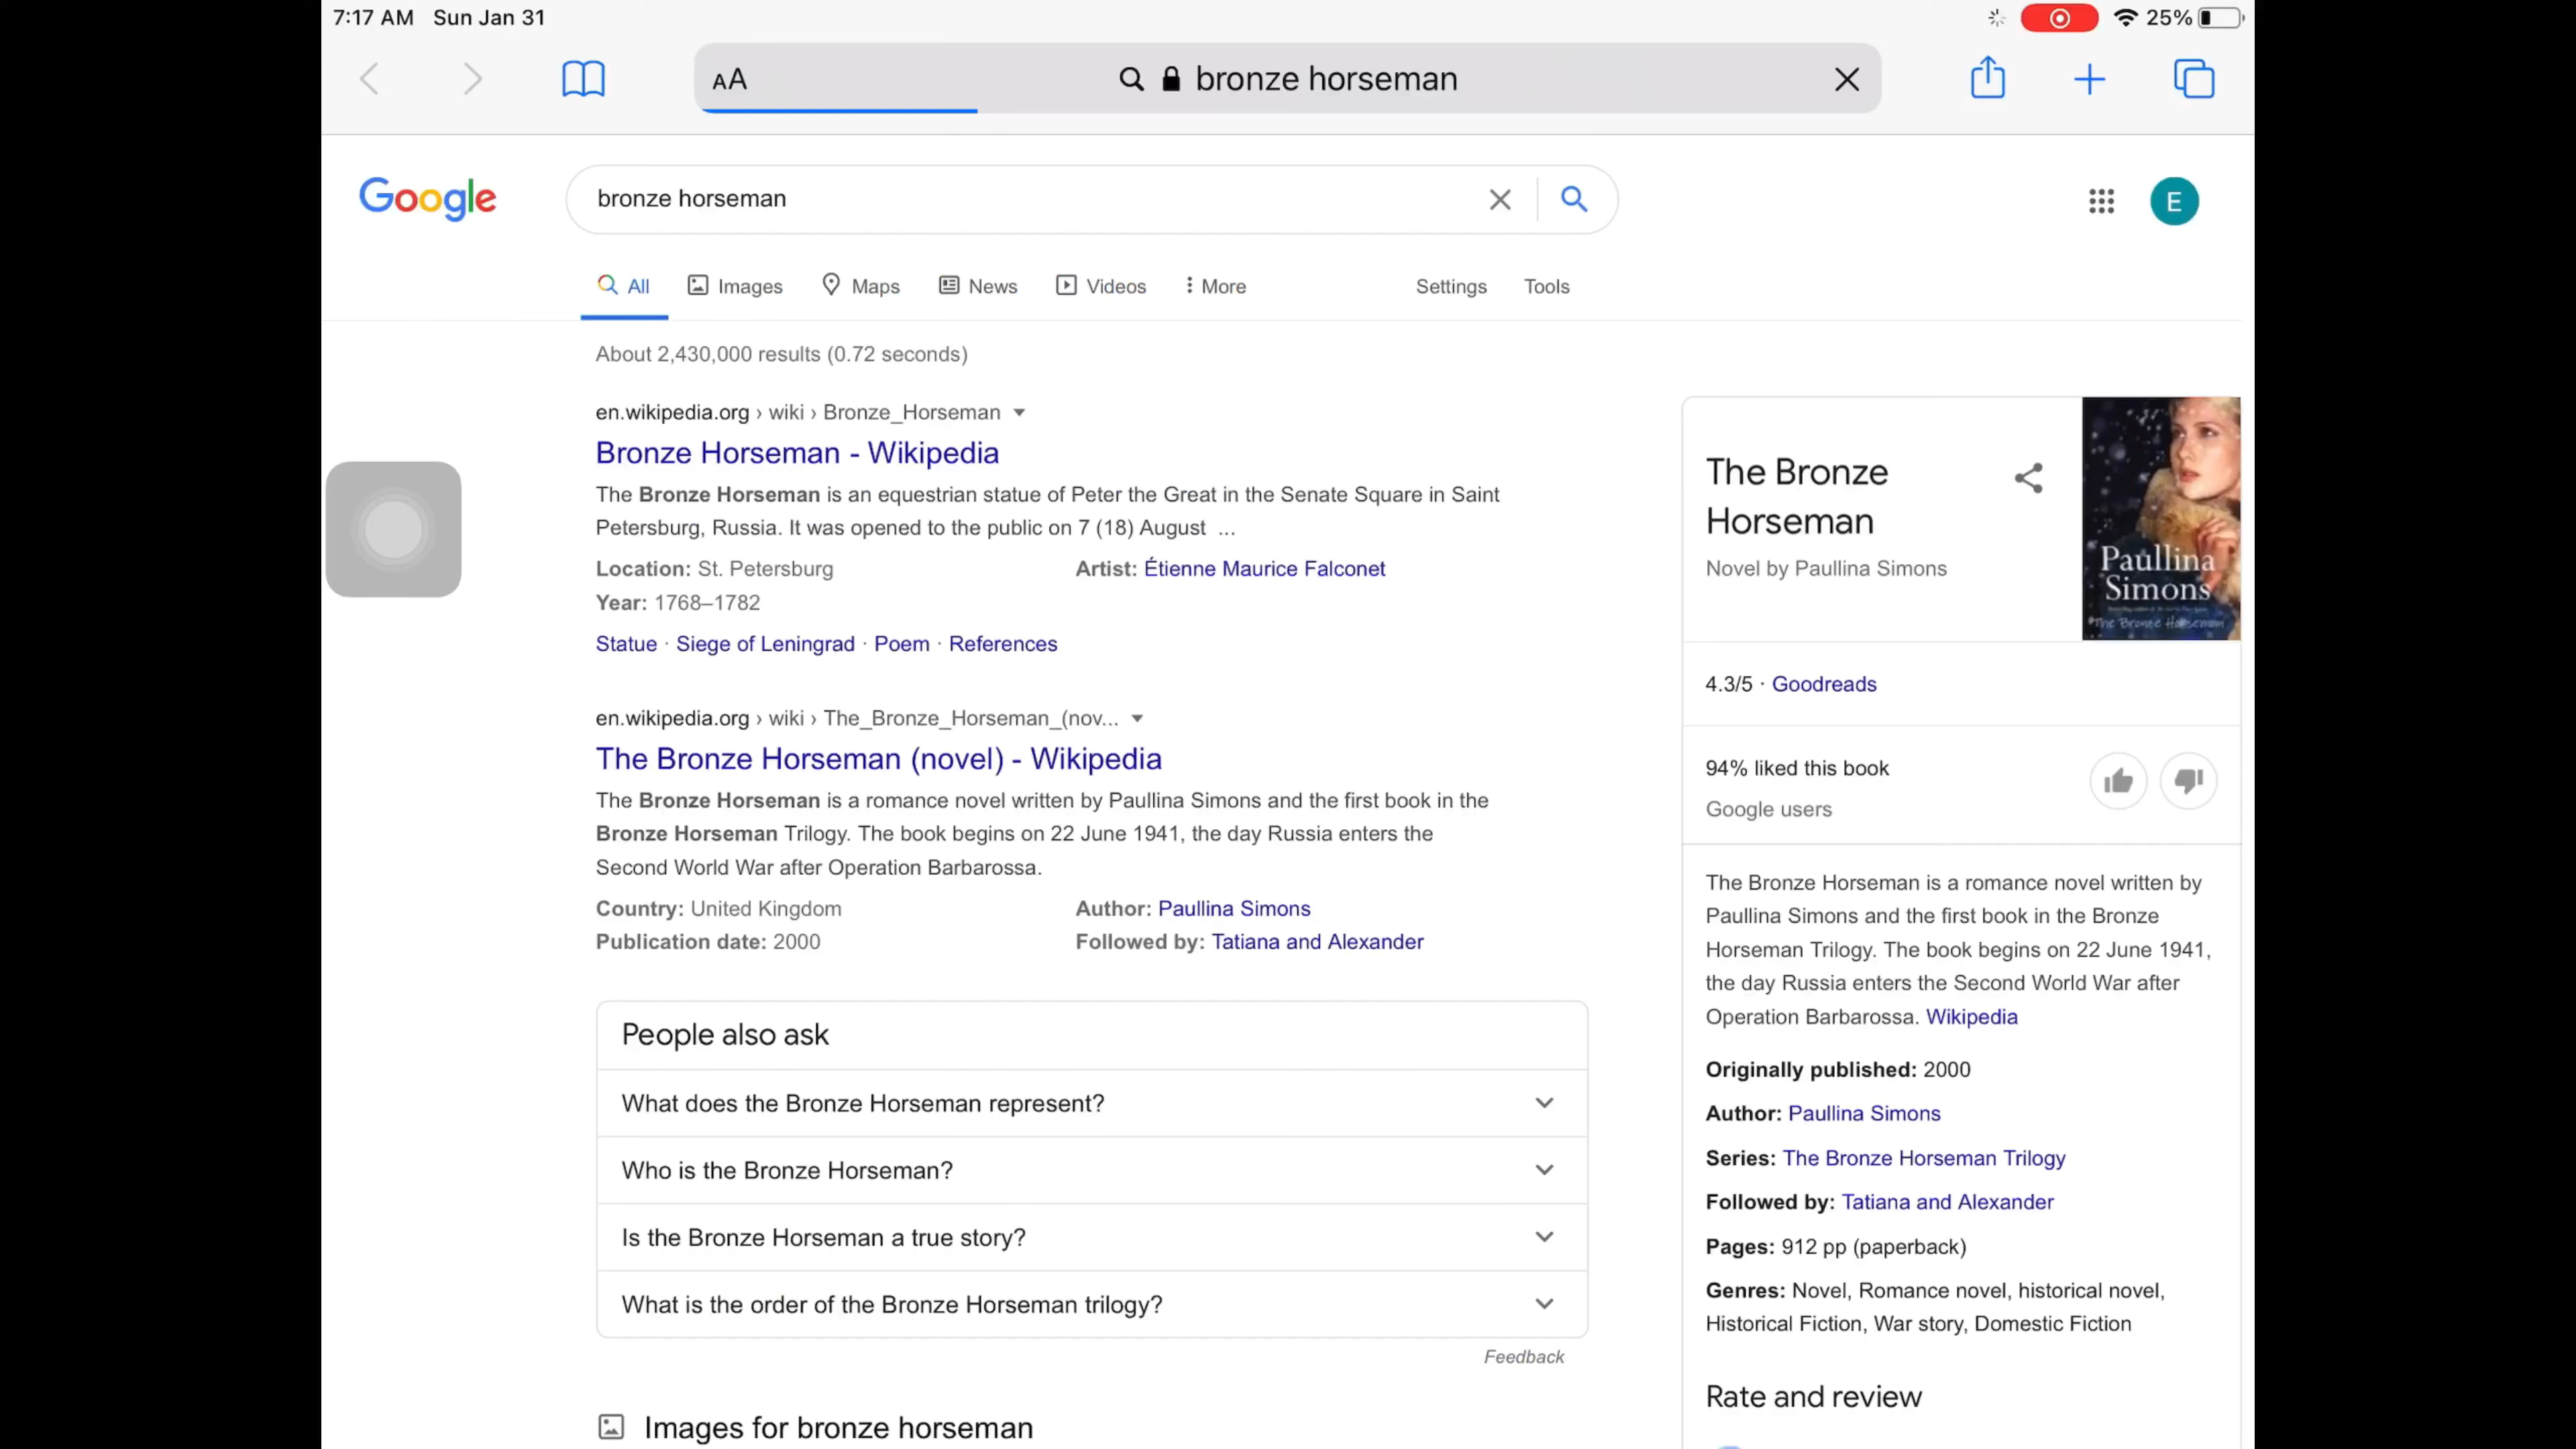 7:17 AM Sun Jan 31
25%
AA
bronze horseman
Google
bronze horseman
E
All Images Maps News Videos More Settings Tools
About 2,430,000 results (0.72 seconds)
en.wikipedia.org › wiki › Bronze_Horseman
Bronze Horseman - Wikipedia
The Bronze Horseman is an equestrian statue of Peter the Great in the Senate Square in Saint
Petersburg, Russia. It was opened to the public on 7 (18) August ...
Location: St. Petersburg
Artist: Étienne Maurice Falconet
Year: 1768–1782
Statue · Siege of Leningrad · Poem · References
en.wikipedia.org › wiki › The_Bronze_Horseman_(nov...
The Bronze Horseman (novel) - Wikipedia
The Bronze Horseman is a romance novel written by Paullina Simons and the first book in the
Bronze Horseman Trilogy. The book begins on 22 June 1941, the day Russia enters the
Second World War after Operation Barbarossa.
Country: United Kingdom
Author: Paullina Simons
Publication date: 2000
Followed by: Tatiana and Alexander
People also ask
What does the Bronze Horseman represent?
Who is the Bronze Horseman?
Is the Bronze Horseman a true story?
What is the order of the Bronze Horseman trilogy?
Feedback
Images for bronze horseman
The Bronze
Horseman
Novel by Paullina Simons
Paullina
Simons
The Bronze Horseman
4.3/5 · Goodreads
94% liked this book
Google users
The Bronze Horseman is a romance novel written by
Paullina Simons and the first book in the Bronze
Horseman Trilogy. The book begins on 22 June 1941,
the day Russia enters the Second World War after
Operation Barbarossa. Wikipedia
Originally published: 2000
Author: Paullina Simons
Series: The Bronze Horseman Trilogy
Followed by: Tatiana and Alexander
Pages: 912 pp (paperback)
Genres: Novel, Romance novel, historical novel,
Historical Fiction, War story, Domestic Fiction
Rate and review